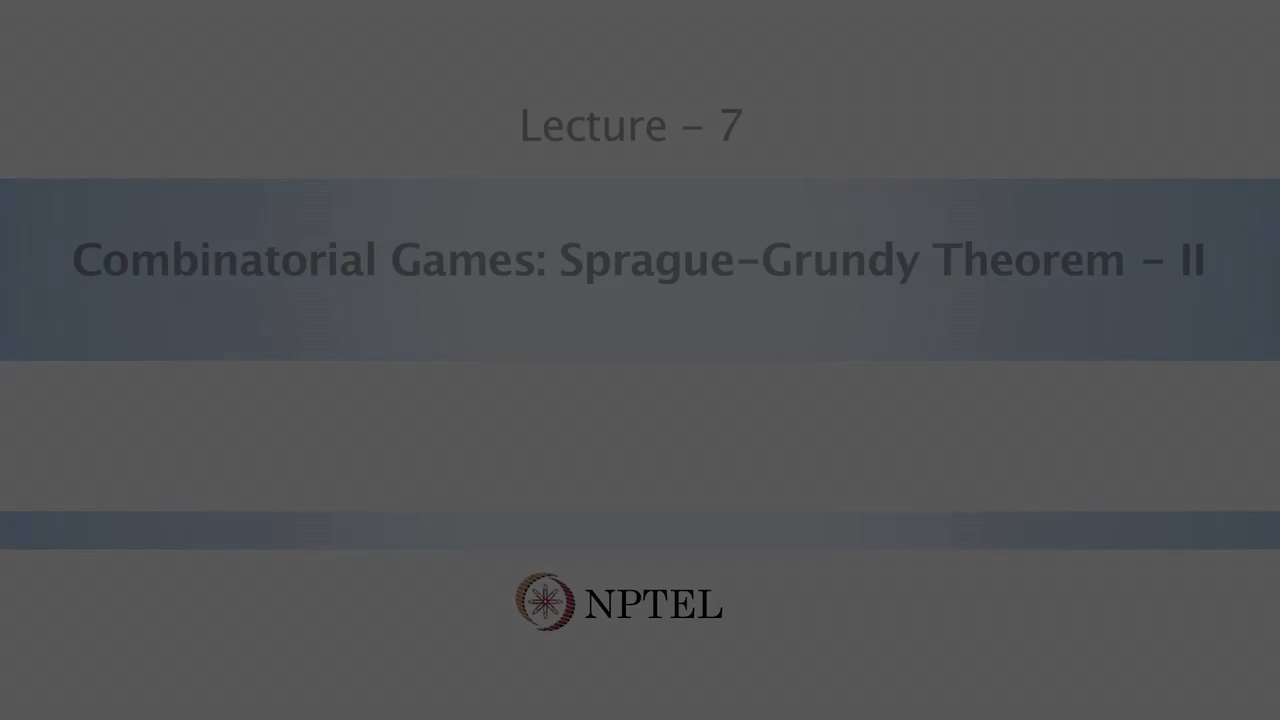 Lecture – 7
Combinatorial Games: Sprague–Grundy Theorem – II
NPTEL